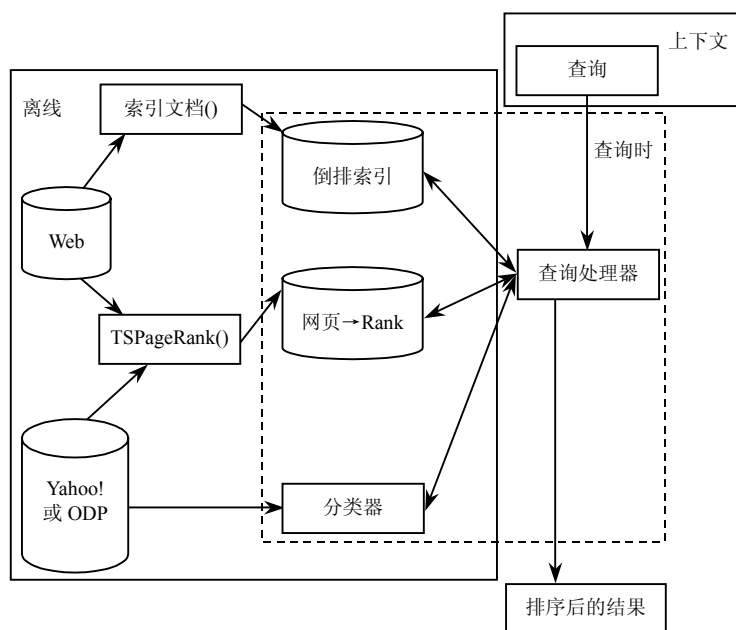 上下文
查询
离线
索引文档()
倒排索引
查询时
Web
查询处理器
网页→Rank
TSPageRank()
Yahoo!
或 ODP
分类器
排序后的结果